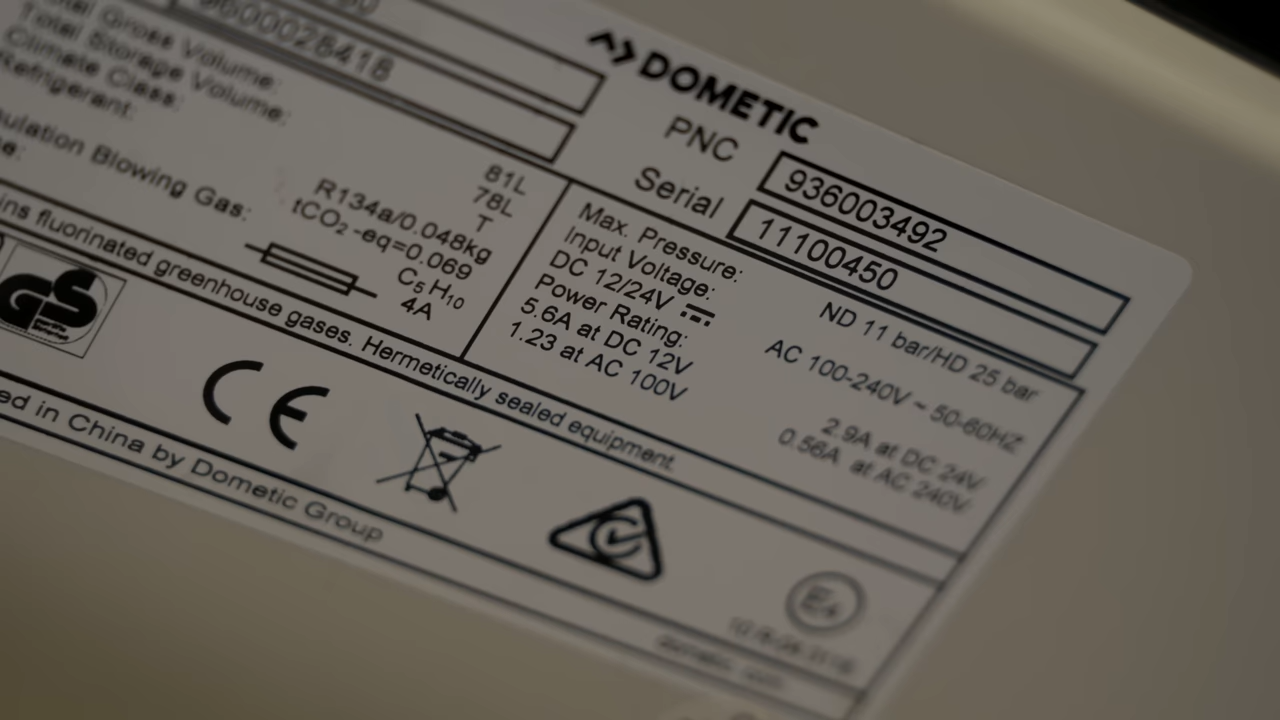 9600028418
DOMETIC
PNC 936003492
Serial 11100450
Total Gross Volume: 81L
Total Storage Volume: 78L
Climate Class: T
Refrigerant: R134a/0.048kg
tCO₂-eq=0.069
ulation Blowing Gas: C₅H₁₀
e: 4A
Max. Pressure: ND 11 bar/HD 25 bar
Input Voltage:
DC 12/24V AC 100-240V ~ 50-60HZ
Power Rating:
5.6A at DC 12V 2.9A at DC 24V
1.23 at AC 100V 0.56A at AC 240V
ins fluorinated greenhouse gases. Hermetically sealed equipment.
GS
CE
E4
ed in China by Dometic Group